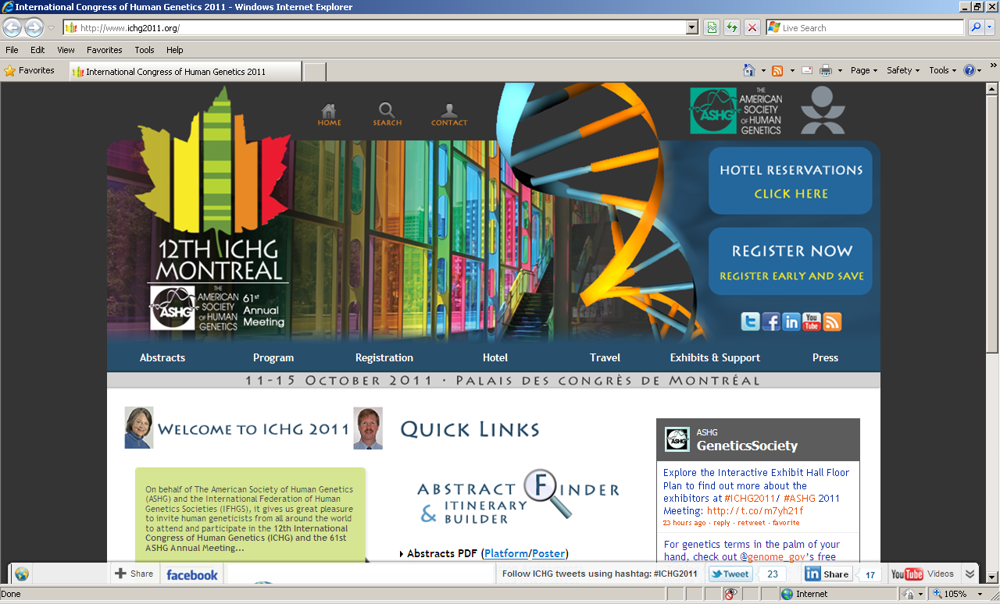 International Congress of Human Genetics 2011 - Windows Internet Explorer
http://www.ichg2011.org/
Live Search
File Edit View Favorites Tools Help
Favorites
International Congress of Human Genetics 2011
Page Safety Tools
HOME SEARCH CONTACT
ASHG
THE
AMERICAN
SOCIETY
OF HUMAN
GENETICS
HOTEL RESERVATIONS
CLICK HERE
REGISTER NOW
REGISTER EARLY AND SAVE
12TH ICHG
MONTREAL
ASHG
THE
AMERICAN
SOCIETY
OF HUMAN
GENETICS
61st
Annual
Meeting
You
Tube
Abstracts Program Registration Hotel Travel Exhibits & Support Press
11-15 OCTOBER 2011 · PALAIS DES CONGRÈS DE MONTRÉAL
WELCOME TO ICHG 2011
On behalf of The American Society of Human Genetics
(ASHG) and the International Federation of Human
Genetics Societies (IFHGS), it gives us great pleasure
to invite human geneticists from all around the world
to attend and participate in the 12th International
Congress of Human Genetics (ICHG) and the 61st
ASHG Annual Meeting...
QUICK LINKS
ABSTRACT FINDER
& ITINERARY
BUILDER
Abstracts PDF (Platform/Poster)
ASHG
ASHG
GeneticsSociety
Explore the Interactive Exhibit Hall Floor
Plan to find out more about the
exhibitors at #ICHG2011/ #ASHG 2011
Meeting: http://t.co/m7yh21f
23 hours ago · reply · retweet · favorite
For genetics terms in the palm of your
hand, check out @genome_gov's free
Share facebook Follow ICHG tweets using hashtag: #ICHG2011 Tweet 23 in Share 17 YouTube Videos
Done Internet 105%